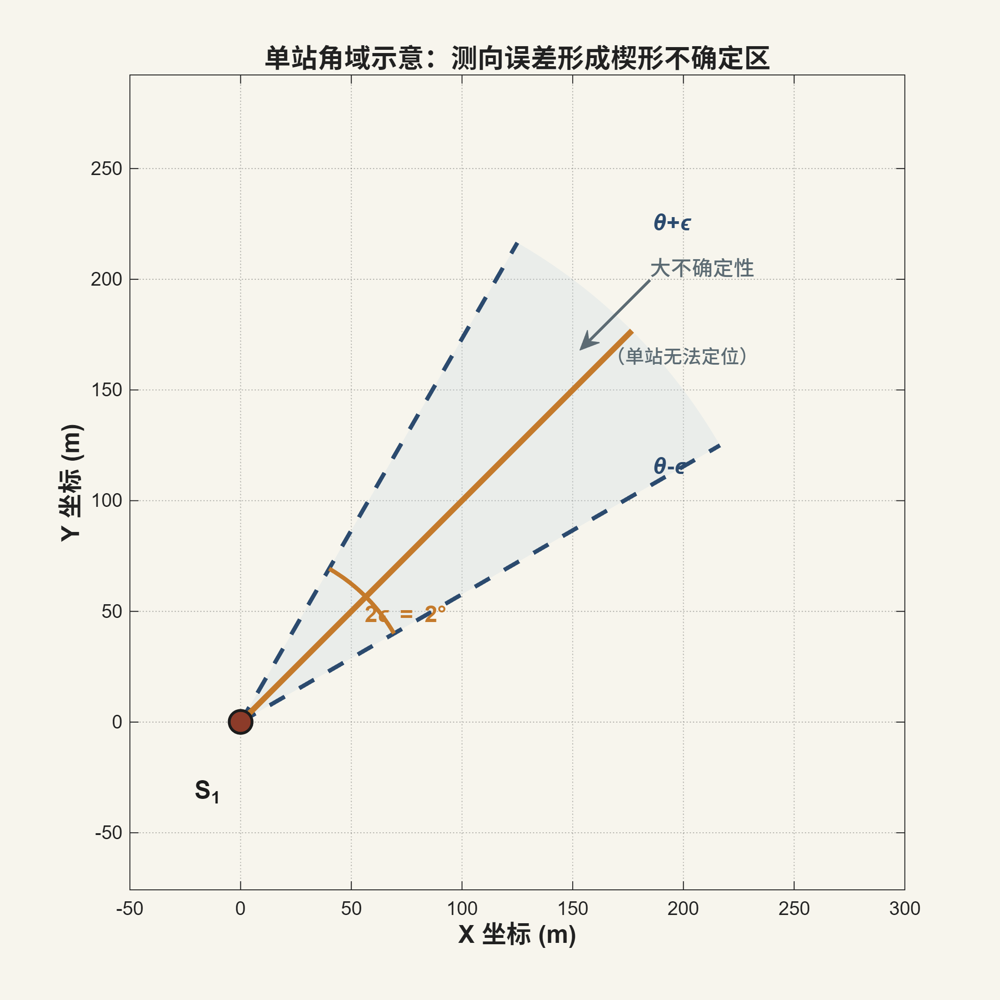 单站角域示意：测向误差形成楔形不确定区
Y 坐标 (m)
250
200
150
100
50
0
-50
θ+ϵ
大不确定性
（单站无法定位）
θ-ϵ
2ϵ = 2°
S₁
-50 0 50 100 150 200 250 300
X 坐标 (m)